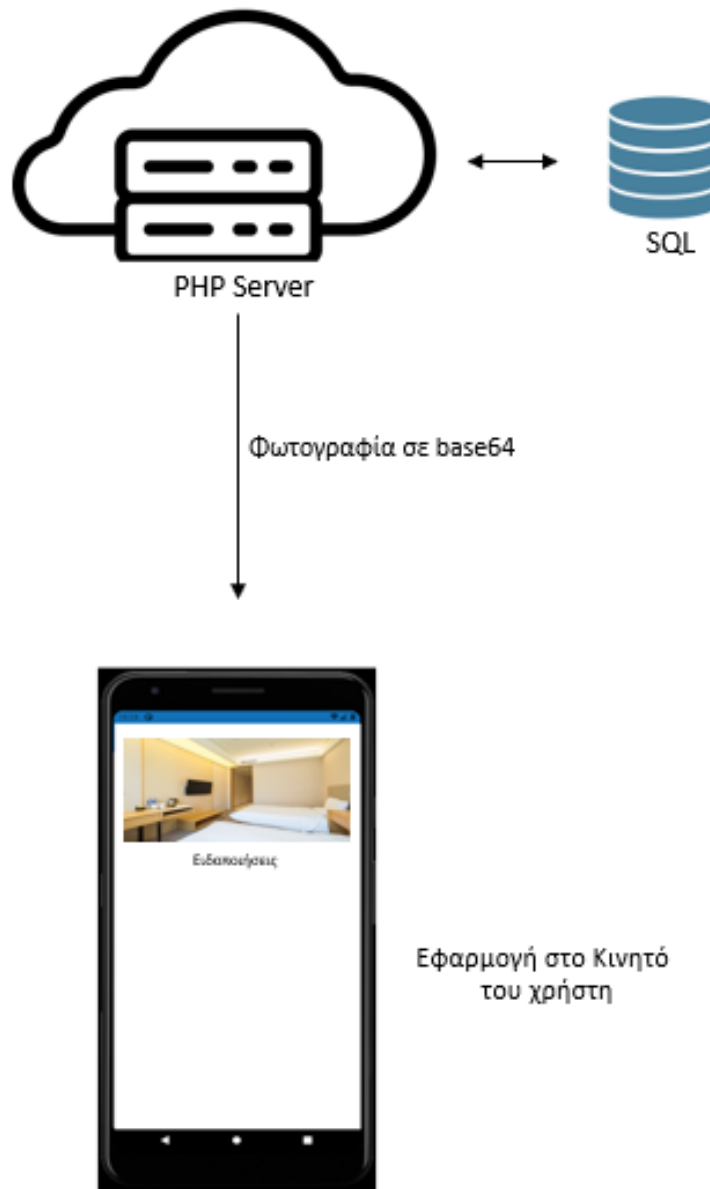 SQL
PHP Server
Φωτογραφία σε base64
Ειδοποιήσεις
Εφαρμογή στο Κινητό
του χρήστη